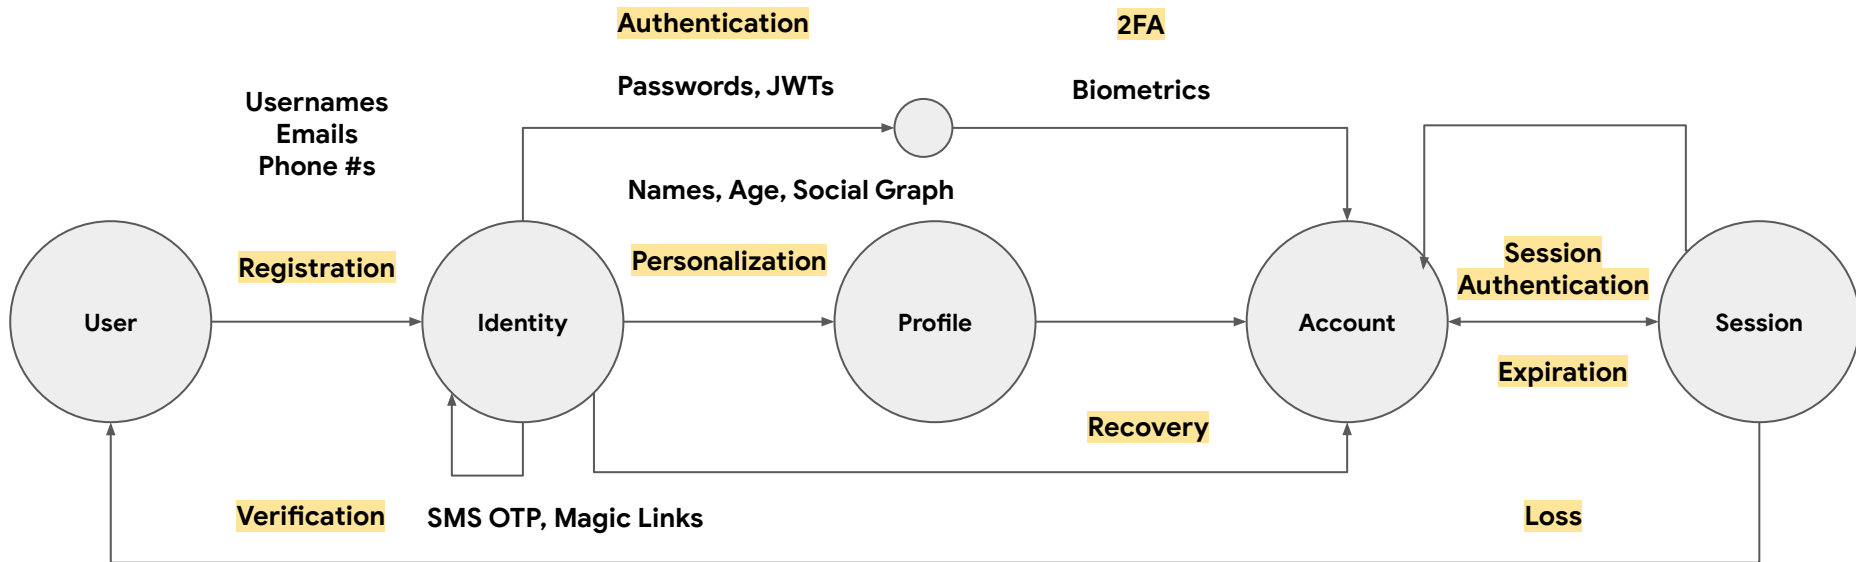 Authentication
2FA
Passwords, JWTs
Biometrics
Usernames
Emails
Phone #s
Names, Age, Social Graph
Registration
Personalization
Session
Authentication
User
Identity
Profile
Account
Session
Expiration
Recovery
Verification
SMS OTP, Magic Links
Loss